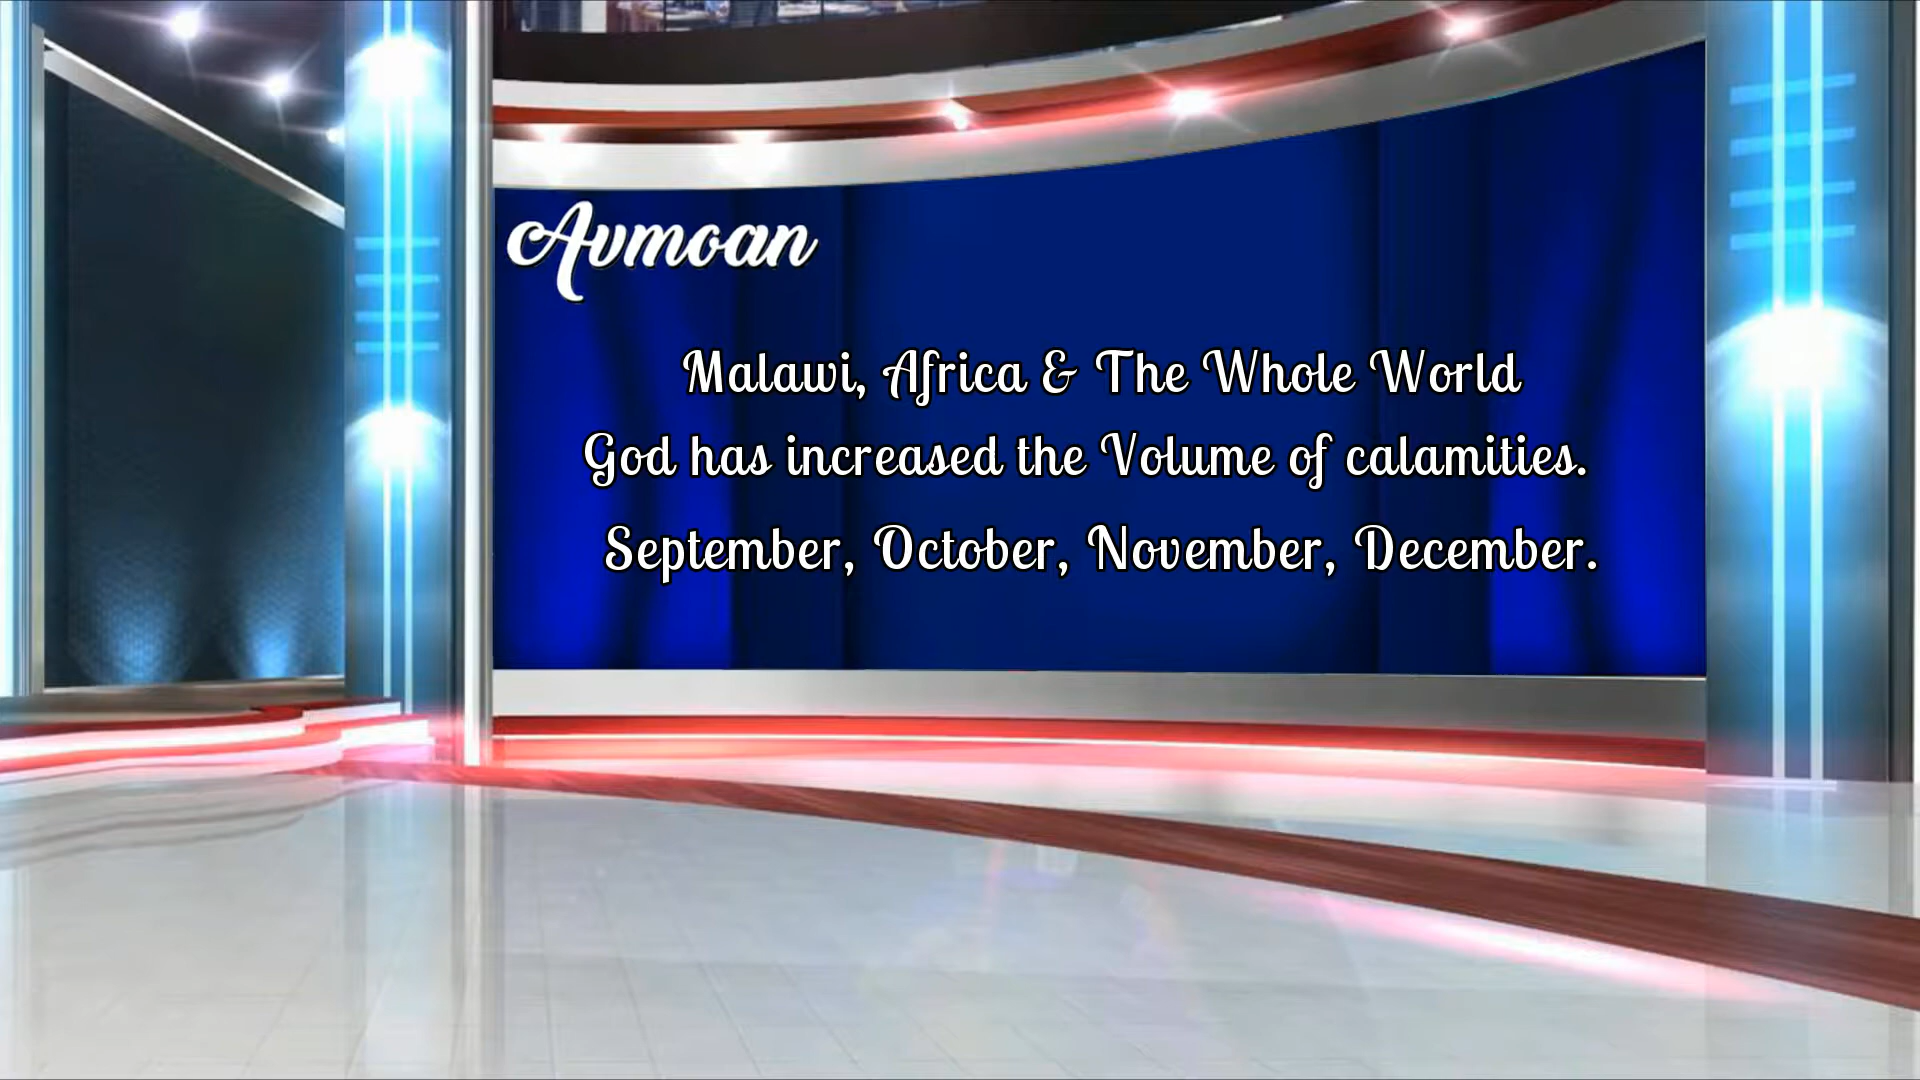 Avmoan
Malawi, Africa & The Whole World
God has increased the Volume of calamities.
September, October, November, December.